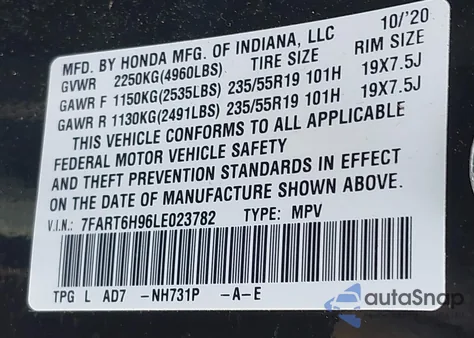 MFD. BY HONDA MFG. OF INDIANA, LLC 10/'20
GVWR 2250KG(4960LBS) TIRE SIZE RIM SIZE
GAWR F 1150KG(2535LBS) 235/55R19 101H 19X7.5J
GAWR R 1130KG(2491LBS) 235/55R19 101H 19X7.5J
THIS VEHICLE CONFORMS TO ALL APPLICABLE
FEDERAL MOTOR VEHICLE SAFETY
AND THEFT PREVENTION STANDARDS IN EFFECT
ON THE DATE OF MANUFACTURE SHOWN ABOVE.
V.I.N.: 7FART6H96LE023782 TYPE: MPV
TPG L AD7 -NH731P -A-E
autoSnap